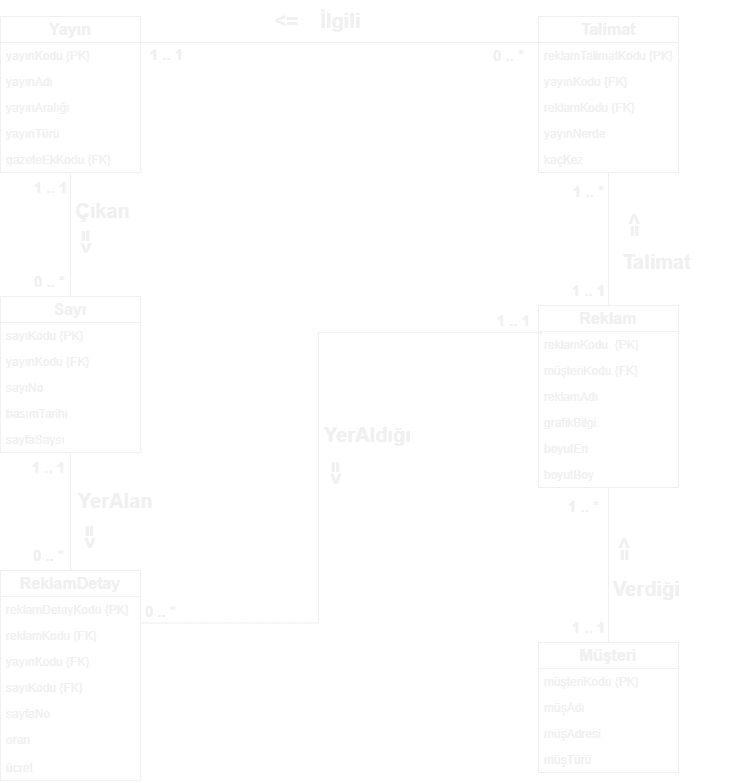 <= İlgili
Yayın
yayınKodu {PK}
yayınAdı
yayınAralığı
yayınTürü
gazeteEkKodu {FK}
1 .. 1
0 .. *
Talimat
reklamTalimatKodu {PK}
yayınKodu {FK}
reklamKodu {FK}
yayınNerde
kaçKez
1 .. 1
Çıkan
=>
0 .. *
1 .. *
<=
Talimat
1 .. 1
Sayı
sayıKodu {PK}
yayınKodu {FK}
sayıNo
basımTarihi
sayfaSaysı
1 .. 1
Reklam
reklamKodu {PK}
müşteriKodu {FK}
reklamAdı
grafikBilgi
boyutEn
boyutBoy
YerAldığı
=>
1 .. 1
YerAlan
=>
0 .. *
1 .. *
<=
Verdiği
1 .. 1
ReklamDetay
reklamDetayKodu {PK}
reklamKodu {FK}
yayınKodu {FK}
sayıKodu {FK}
sayfaNo
oran
ücret
0 .. *
Müşteri
müşteriKodu {PK}
müşAdı
müşAdresi
müşTürü